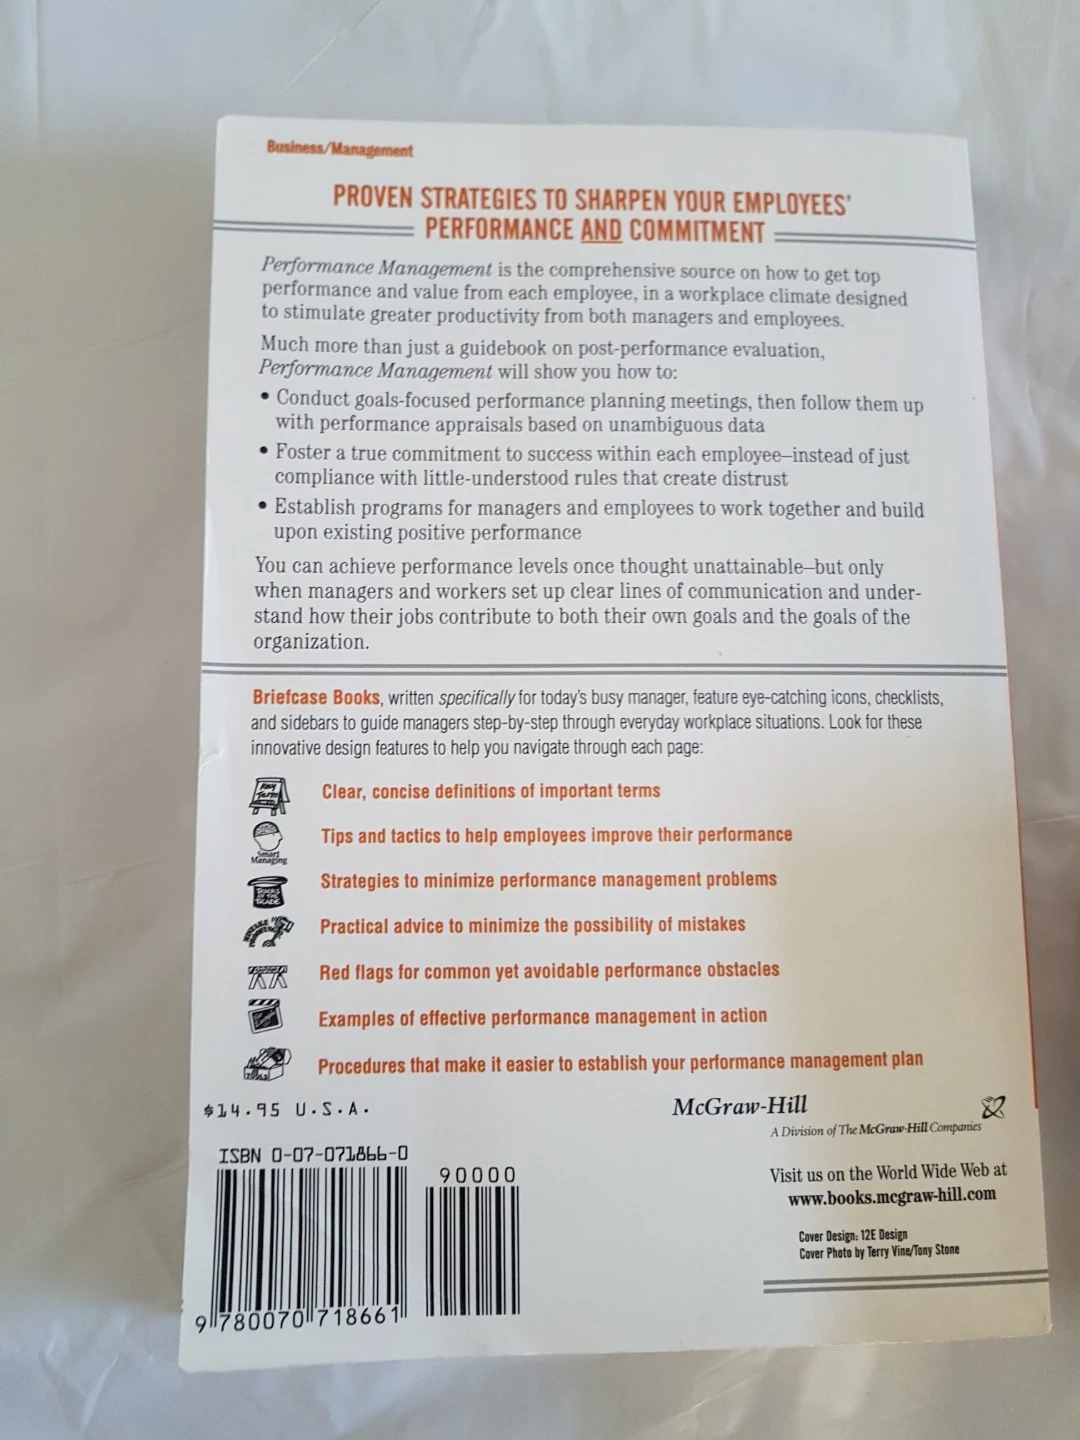 Business/Management
PROVEN STRATEGIES TO SHARPEN YOUR EMPLOYEES'
PERFORMANCE AND COMMITMENT
Performance Management is the comprehensive source on how to get top
performance and value from each employee, in a workplace climate designed
to stimulate greater productivity from both managers and employees.
Much more than just a guidebook on post-performance evaluation,
Performance Management will show you how to:
• Conduct goals-focused performance planning meetings, then follow them up
with performance appraisals based on unambiguous data
• Foster a true commitment to success within each employee–instead of just
compliance with little-understood rules that create distrust
• Establish programs for managers and employees to work together and build
upon existing positive performance
You can achieve performance levels once thought unattainable–but only
when managers and workers set up clear lines of communication and under-
stand how their jobs contribute to both their own goals and the goals of the
organization.
Briefcase Books, written specifically for today's busy manager, feature eye-catching icons, checklists,
and sidebars to guide managers step-by-step through everyday workplace situations. Look for these
innovative design features to help you navigate through each page:
Key Term
Clear, concise definitions of important terms
Smart
Managing
Tips and tactics to help employees improve their performance
TRICKS
OF THE
TRADE
Strategies to minimize performance management problems
Practical advice to minimize the possibility of mistakes
Red flags for common yet avoidable performance obstacles
Examples of effective performance management in action
TOOLS
Procedures that make it easier to establish your performance management plan
$14.95 U.S.A.
McGraw-Hill
A Division of The McGraw-Hill Companies
ISBN 0-07-071866-0
90000
9 780070 718661
Visit us on the World Wide Web at
www.books.mcgraw-hill.com
Cover Design: 12E Design
Cover Photo by Terry Vine/Tony Stone